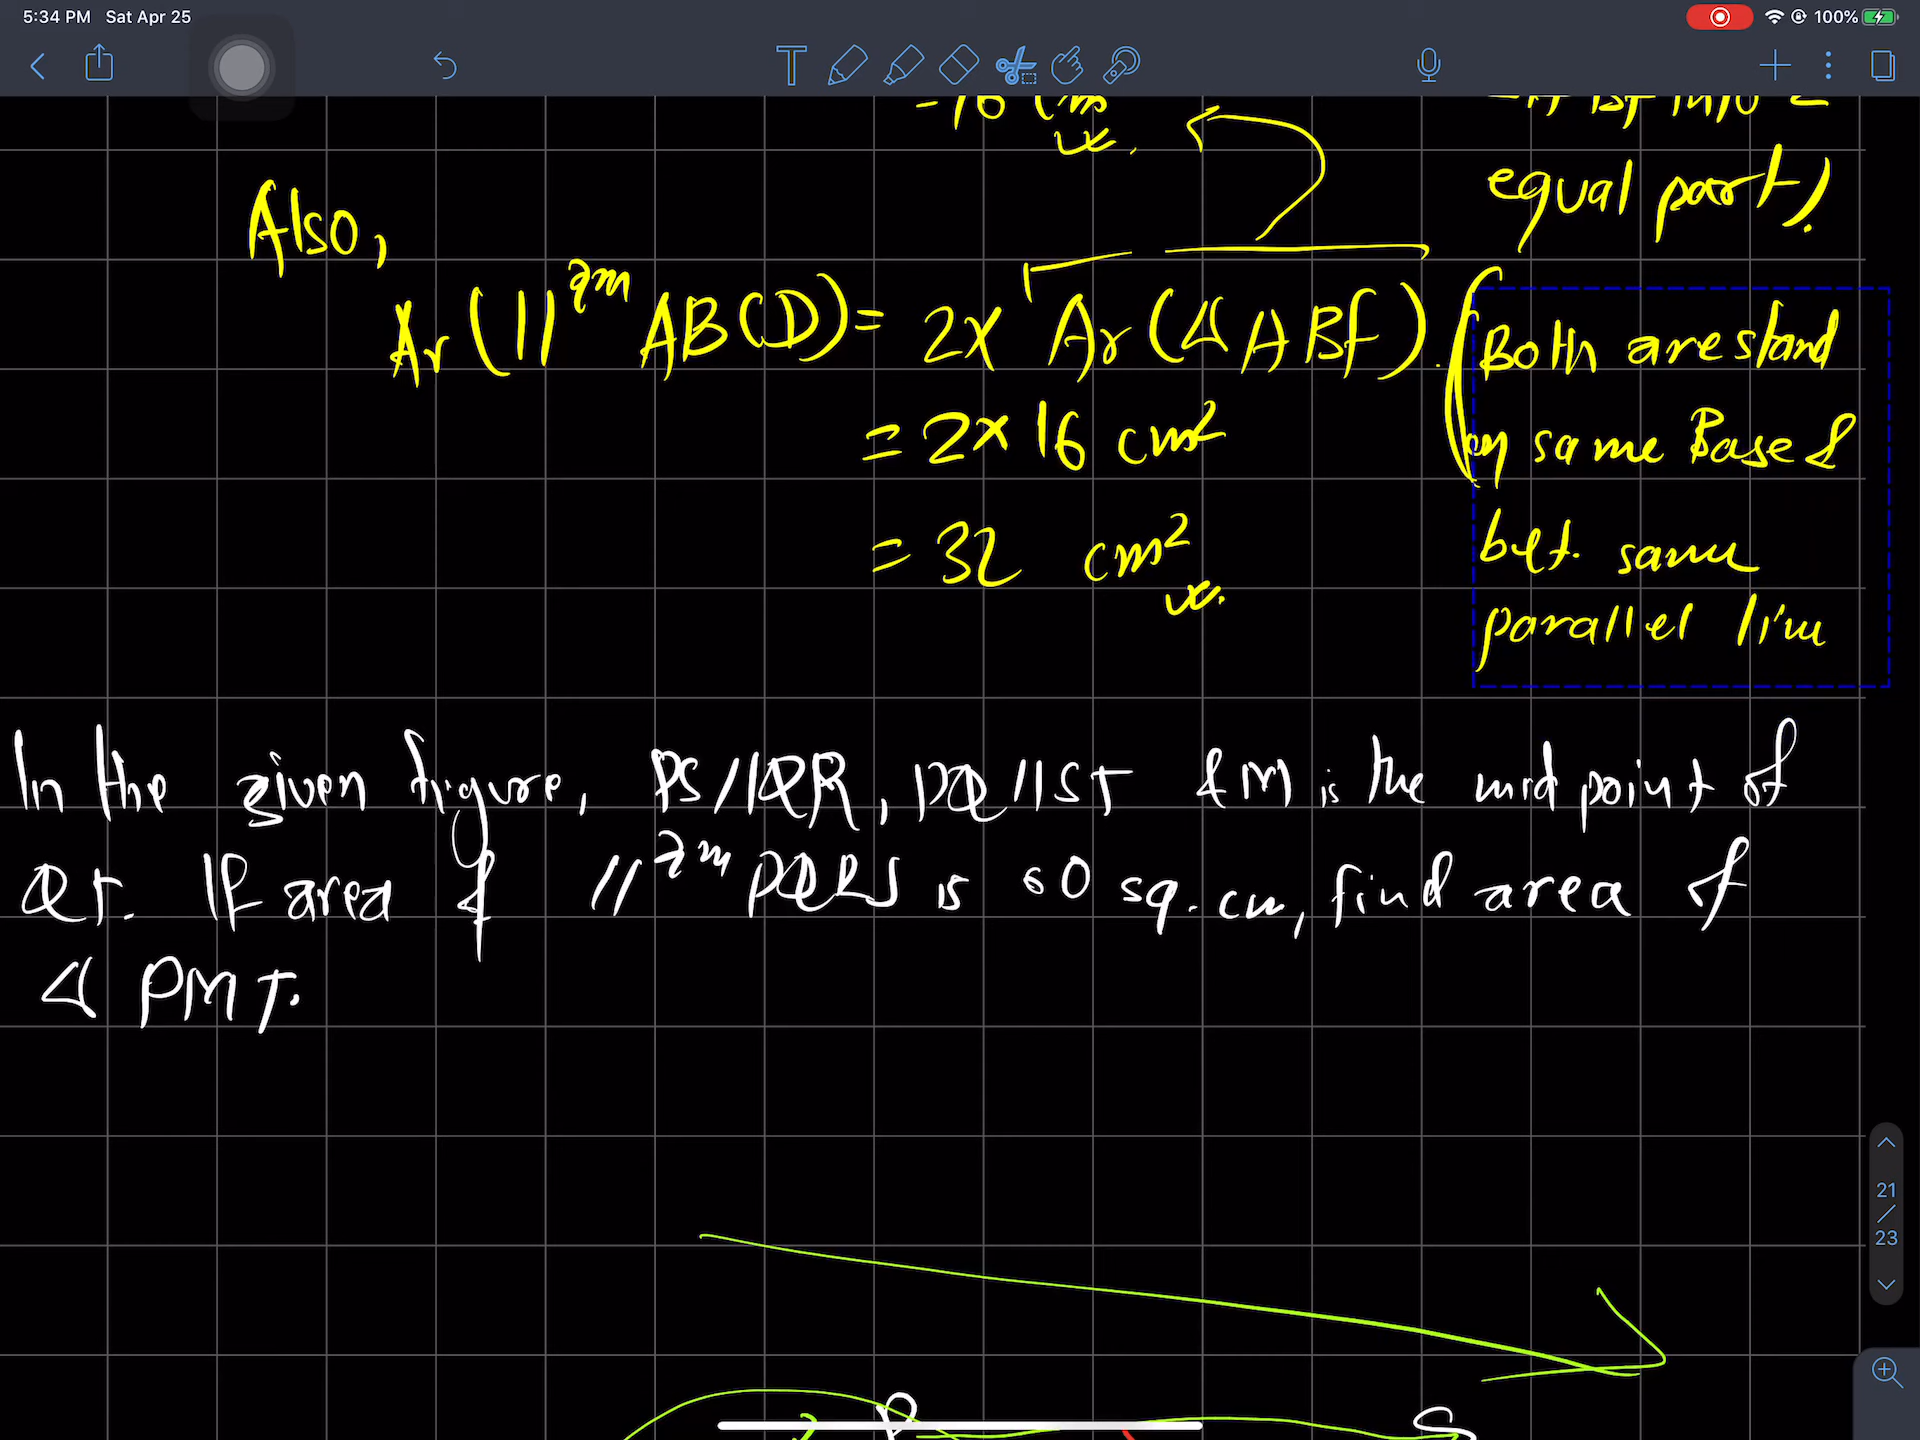 5:34 PM Sat Apr 25
100%
equal part).
Also,
Ar (||gm ABCD) = 2x Ar (△ ABF). (Both are stand
on same Base &
bet. same
parallel line
= 2 x 16 cm²
= 32 cm²
In the given figure, PS//QR, PQ//ST & M is the mid point of
QT. If area of //gm PQRS is 60 sq. cm, find area of
△ PMT.
21
/
23
P
S